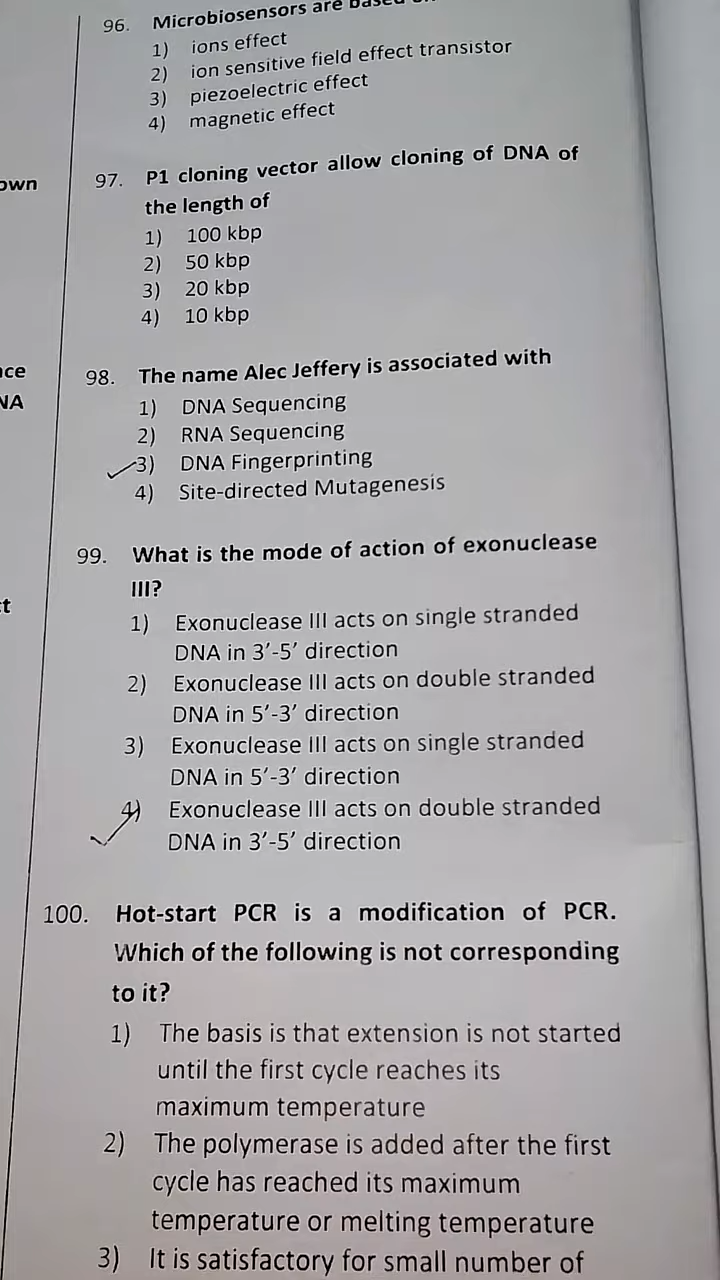 own
nce
NA
ct
96. Microbiosensors are based on
1) ions effect
2) ion sensitive field effect transistor
3) piezoelectric effect
4) magnetic effect
97. P1 cloning vector allow cloning of DNA of
the length of
1) 100 kbp
2) 50 kbp
3) 20 kbp
4) 10 kbp
98. The name Alec Jeffery is associated with
1) DNA Sequencing
2) RNA Sequencing
3) DNA Fingerprinting
4) Site-directed Mutagenesis
99. What is the mode of action of exonuclease
III?
1) Exonuclease III acts on single stranded
DNA in 3'-5' direction
2) Exonuclease III acts on double stranded
DNA in 5'-3' direction
3) Exonuclease III acts on single stranded
DNA in 5'-3' direction
4) Exonuclease III acts on double stranded
DNA in 3'-5' direction
100. Hot-start PCR is a modification of PCR.
Which of the following is not corresponding
to it?
1) The basis is that extension is not started
until the first cycle reaches its
maximum temperature
2) The polymerase is added after the first
cycle has reached its maximum
temperature or melting temperature
3) It is satisfactory for small number of